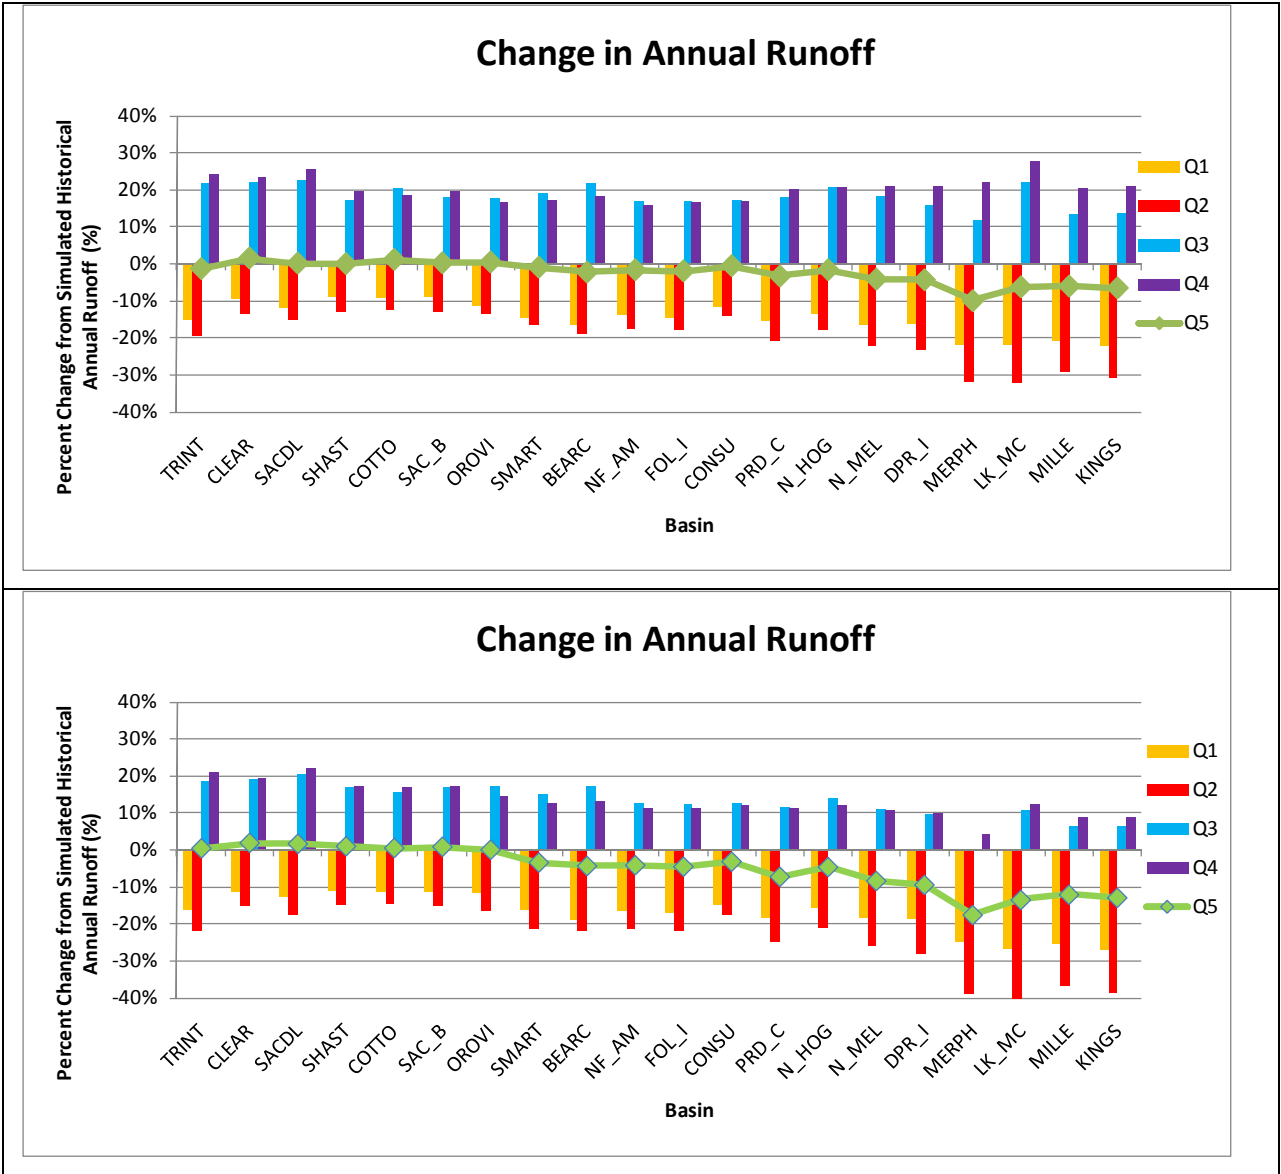 Change in Annual Runoff
Percent Change from Simulated Historical
Annual Runoff (%)
40%
30%
20%
10%
0%
-10%
-20%
-30%
-40%
TRINT
CLEAR
SACDL
SHAST
COTTO
SAC_B
OROVI
SMART
BEARC
NF_AM
FOL_I
CONSU
PRD_C
N_HOG
N_MEL
DPR_I
MERPH
LK_MC
MILLE
KINGS
Basin
Q1
Q2
Q3
Q4
Q5
Change in Annual Runoff
Percent Change from Simulated Historical
Annual Runoff (%)
40%
30%
20%
10%
0%
-10%
-20%
-30%
-40%
TRINT
CLEAR
SACDL
SHAST
COTTO
SAC_B
OROVI
SMART
BEARC
NF_AM
FOL_I
CONSU
PRD_C
N_HOG
N_MEL
DPR_I
MERPH
LK_MC
MILLE
KINGS
Basin
Q1
Q2
Q3
Q4
Q5